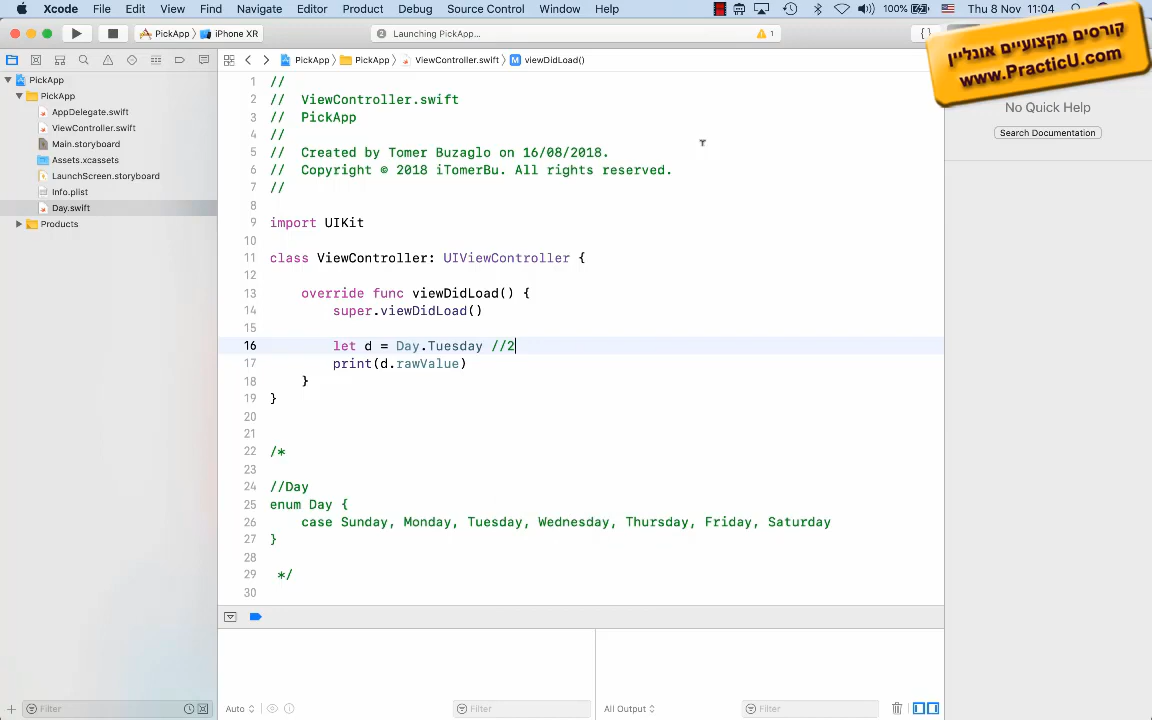 Xcode File Edit View Find Navigate Editor Product Debug Source Control Window Help 100% Thu 8 Nov 11:04
PickApp iPhone XR Launching PickApp... 1 {}
קורסים מקצועיים אונליין
www.PracticU.com
PickApp PickApp ViewController.swift M viewDidLoad()
PickApp
PickApp
AppDelegate.swift
ViewController.swift
Main.storyboard
Assets.xcassets
LaunchScreen.storyboard
Info.plist
Day.swift
Products
1 //
2 // ViewController.swift
3 // PickApp
4 //
5 // Created by Tomer Buzaglo on 16/08/2018.
6 // Copyright © 2018 iTomerBu. All rights reserved.
7 //
8
9 import UIKit
10
11 class ViewController: UIViewController {
12
13 override func viewDidLoad() {
14 super.viewDidLoad()
15
16 let d = Day.Tuesday //2
17 print(d.rawValue)
18 }
19 }
20
21
22 /*
23
24 //Day
25 enum Day {
26 case Sunday, Monday, Tuesday, Wednesday, Thursday, Friday, Saturday
27 }
28
29 */
30
No Quick Help
Search Documentation
Filter
Auto Filter All Output Filter